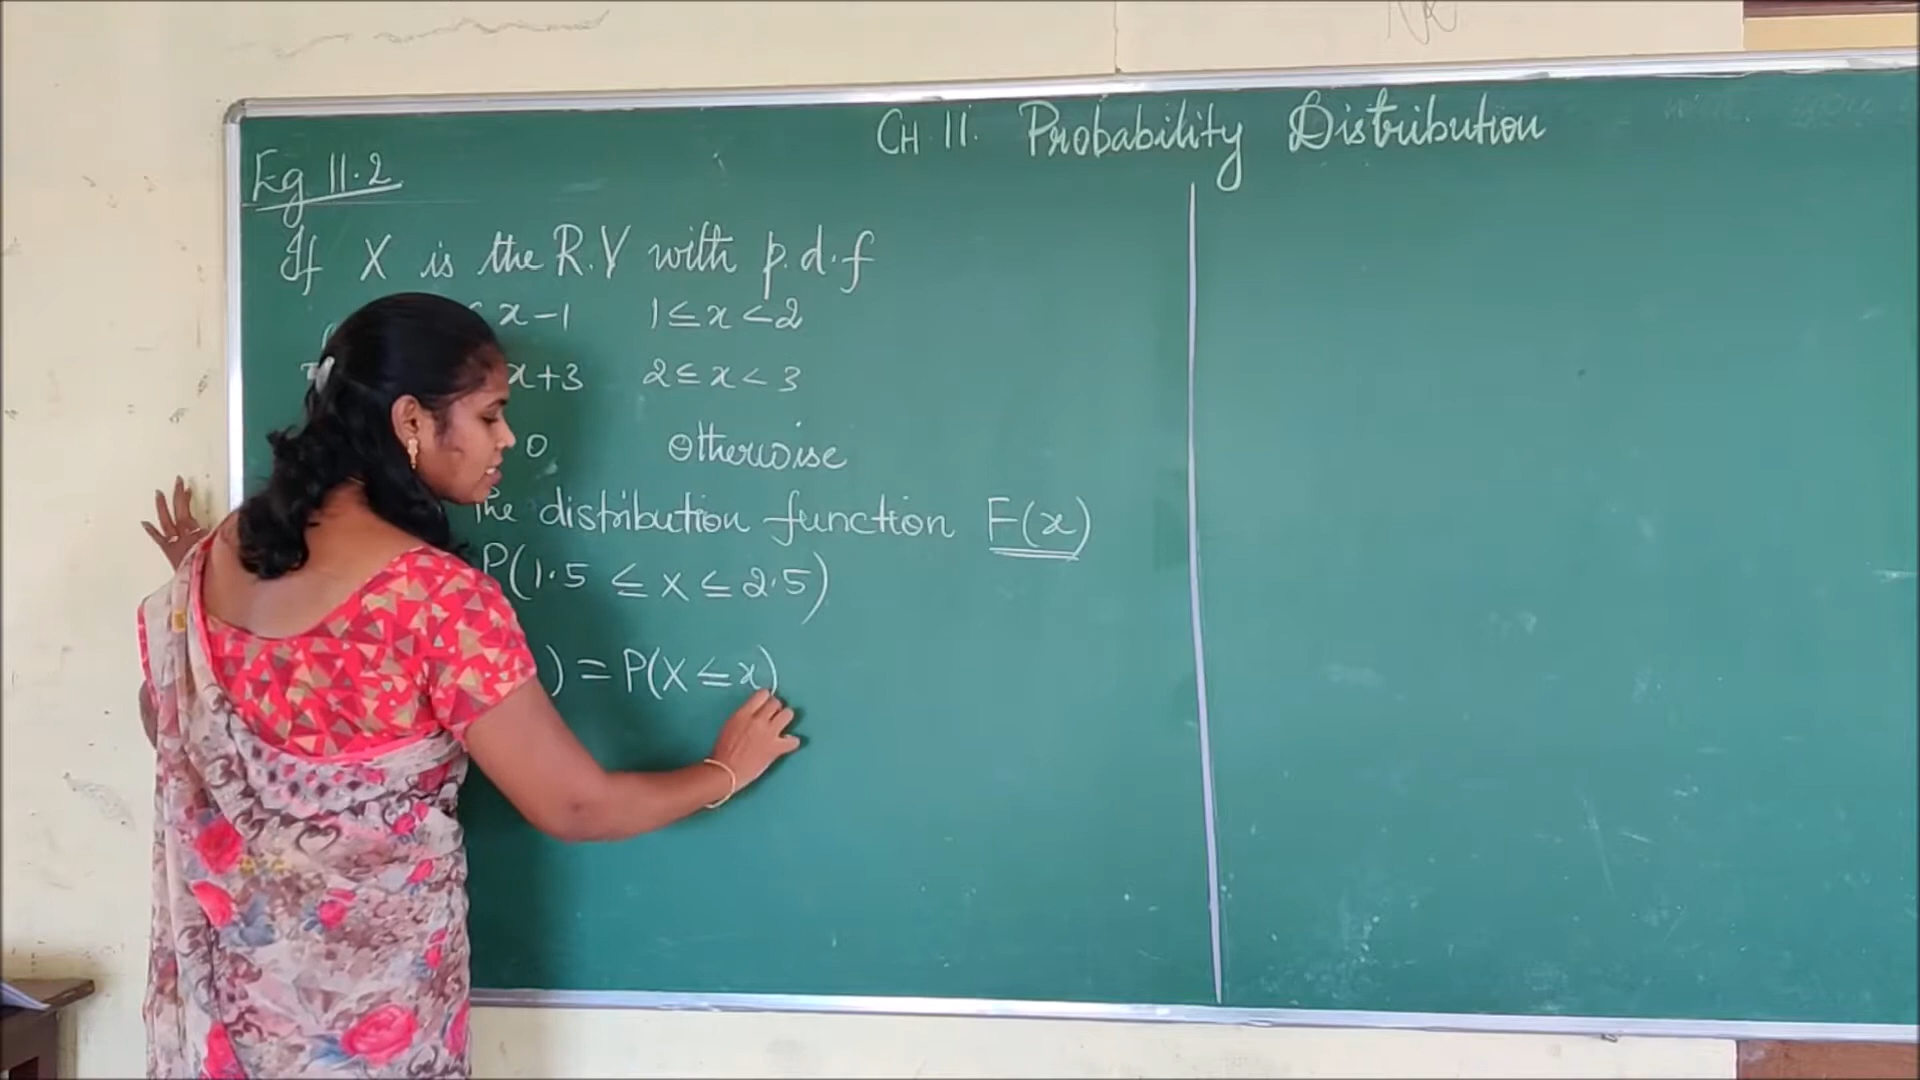 CH 11. Probability Distribution
Eg 11.2
If X is the R.V with p.d.f
x-1 1≤x<2
x+3 2≤x<3
0 otherwise
the distribution function F(x)
P(1.5 ≤ x ≤ 2.5)
) = P(X ≤ x)